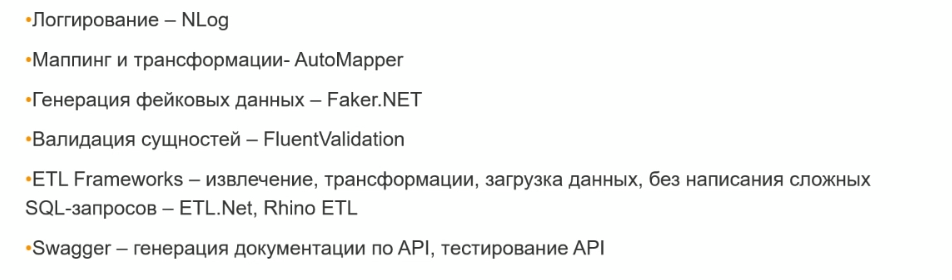 •Логгирование – NLog
•Маппинг и трансформации- AutoMapper
•Генерация фейковых данных – Faker.NET
•Валидация сущностей – FluentValidation
•ETL Frameworks – извлечение, трансформации, загрузка данных, без написания сложных
SQL-запросов – ETL.Net, Rhino ETL
•Swagger – генерация документации по API, тестирование API